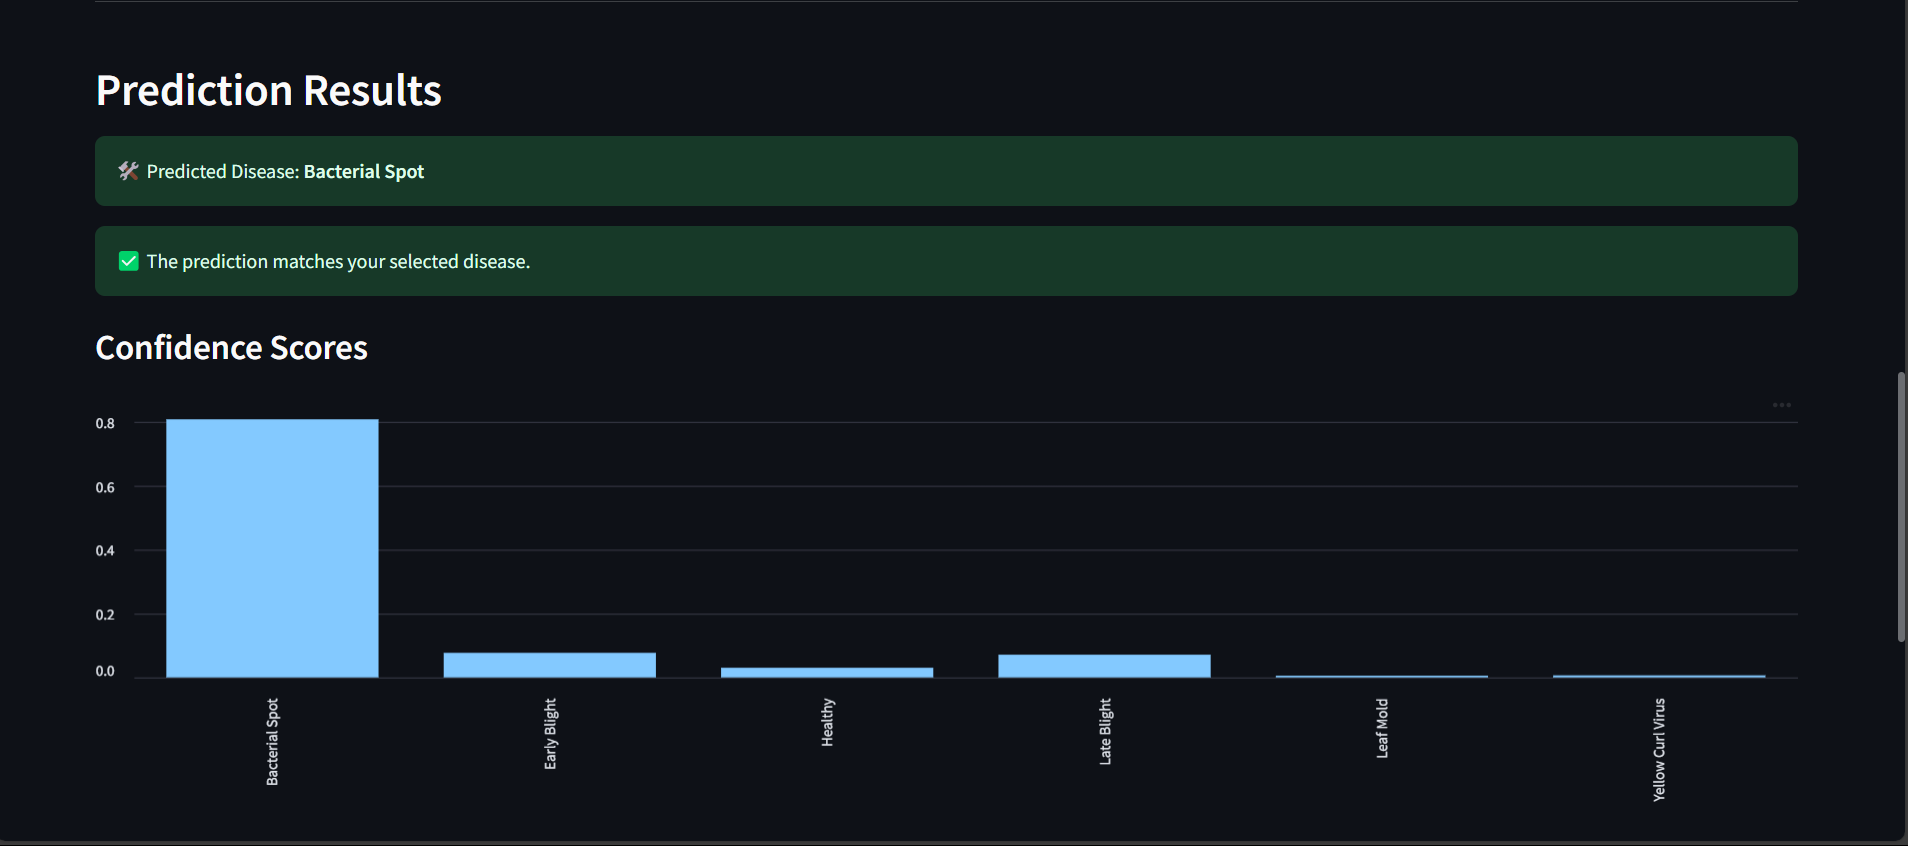 Prediction Results
🛠️ Predicted Disease: Bacterial Spot
✅ The prediction matches your selected disease.
Confidence Scores
0.8
0.6
0.4
0.2
0.0
Bacterial Spot
Early Blight
Healthy
Late Blight
Leaf Mold
Yellow Curl Virus